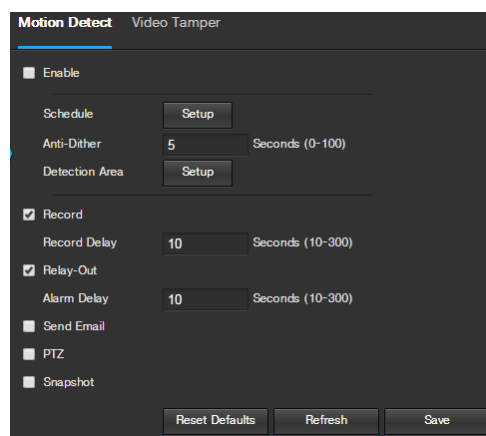 Motion Detect Video Tamper
Enable
Schedule Setup
Anti-Dither 5 Seconds (0-100)
Detection Area Setup
Record
Record Delay 10 Seconds (10-300)
Relay-Out
Alarm Delay 10 Seconds (10-300)
Send Email
PTZ
Snapshot
Reset Defaults Refresh Save